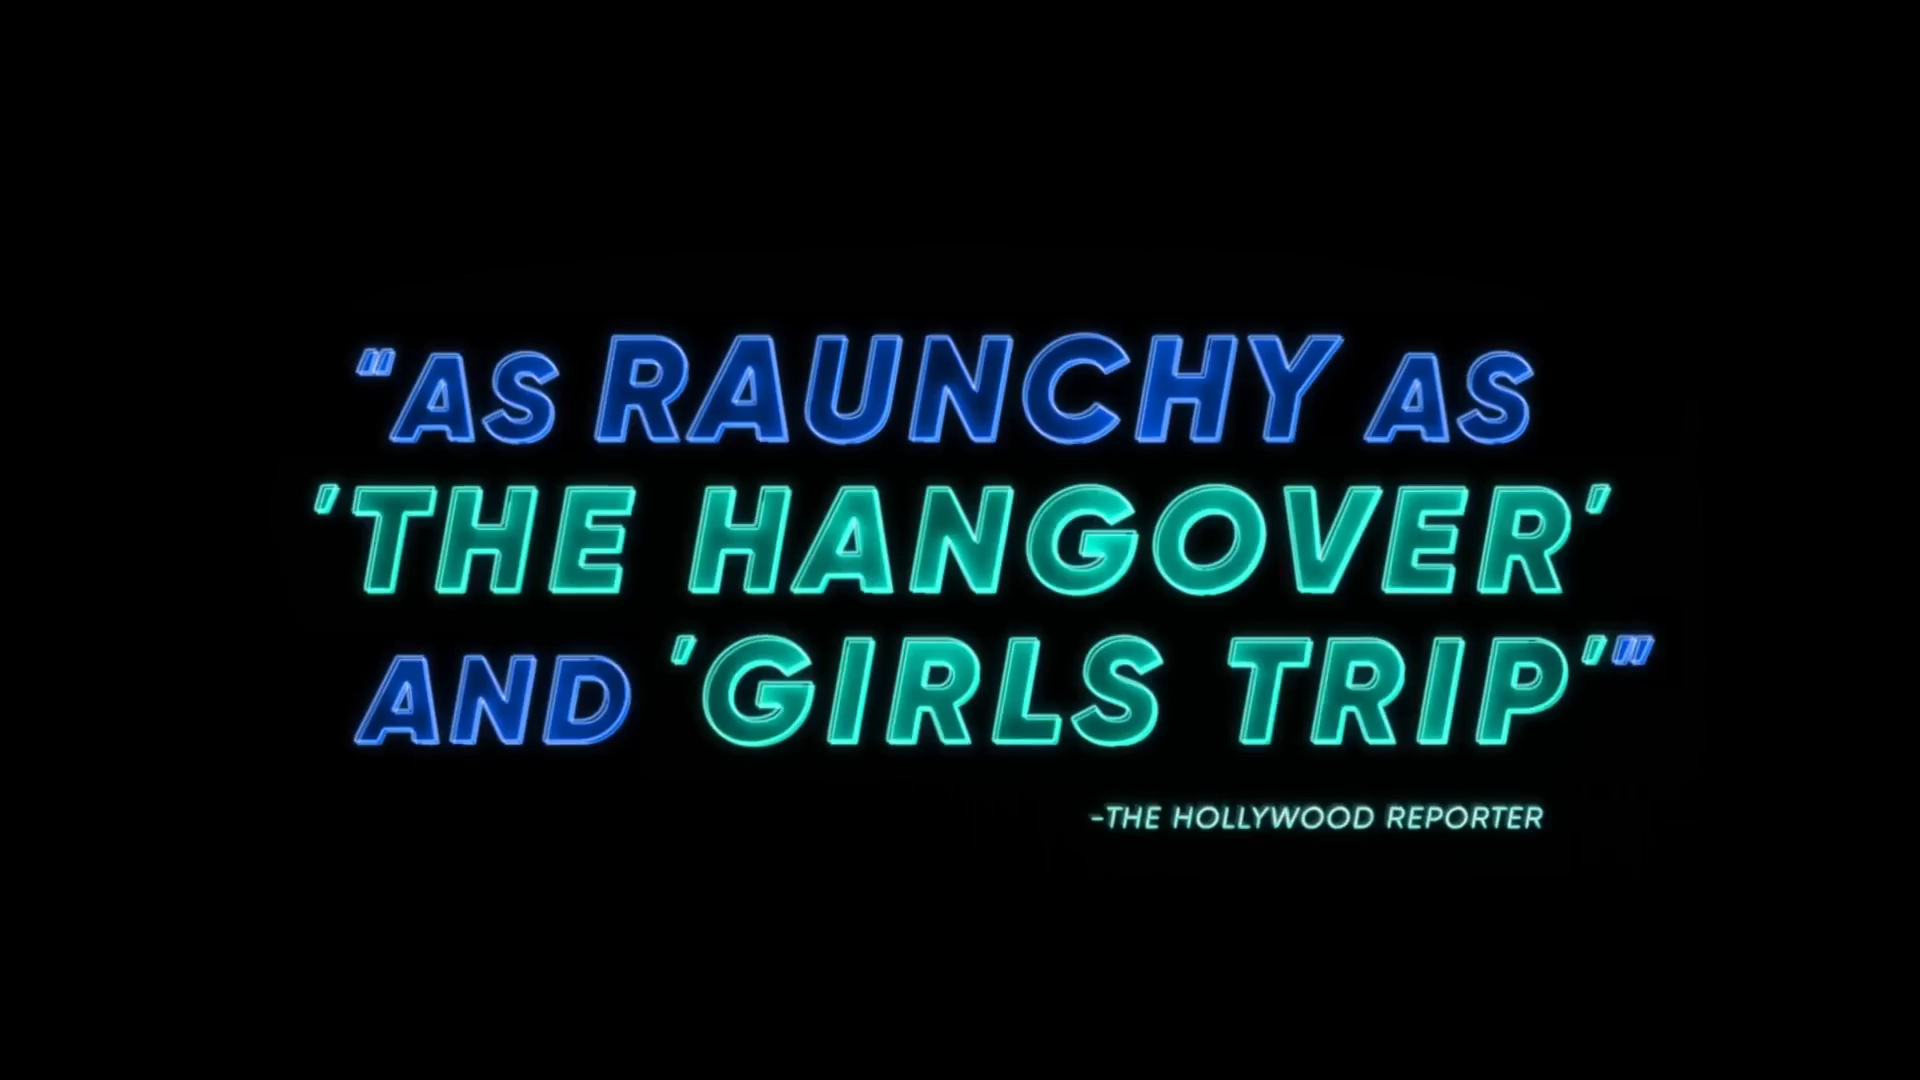 "AS RAUNCHY AS
'THE HANGOVER'
AND 'GIRLS TRIP'"
-THE HOLLYWOOD REPORTER